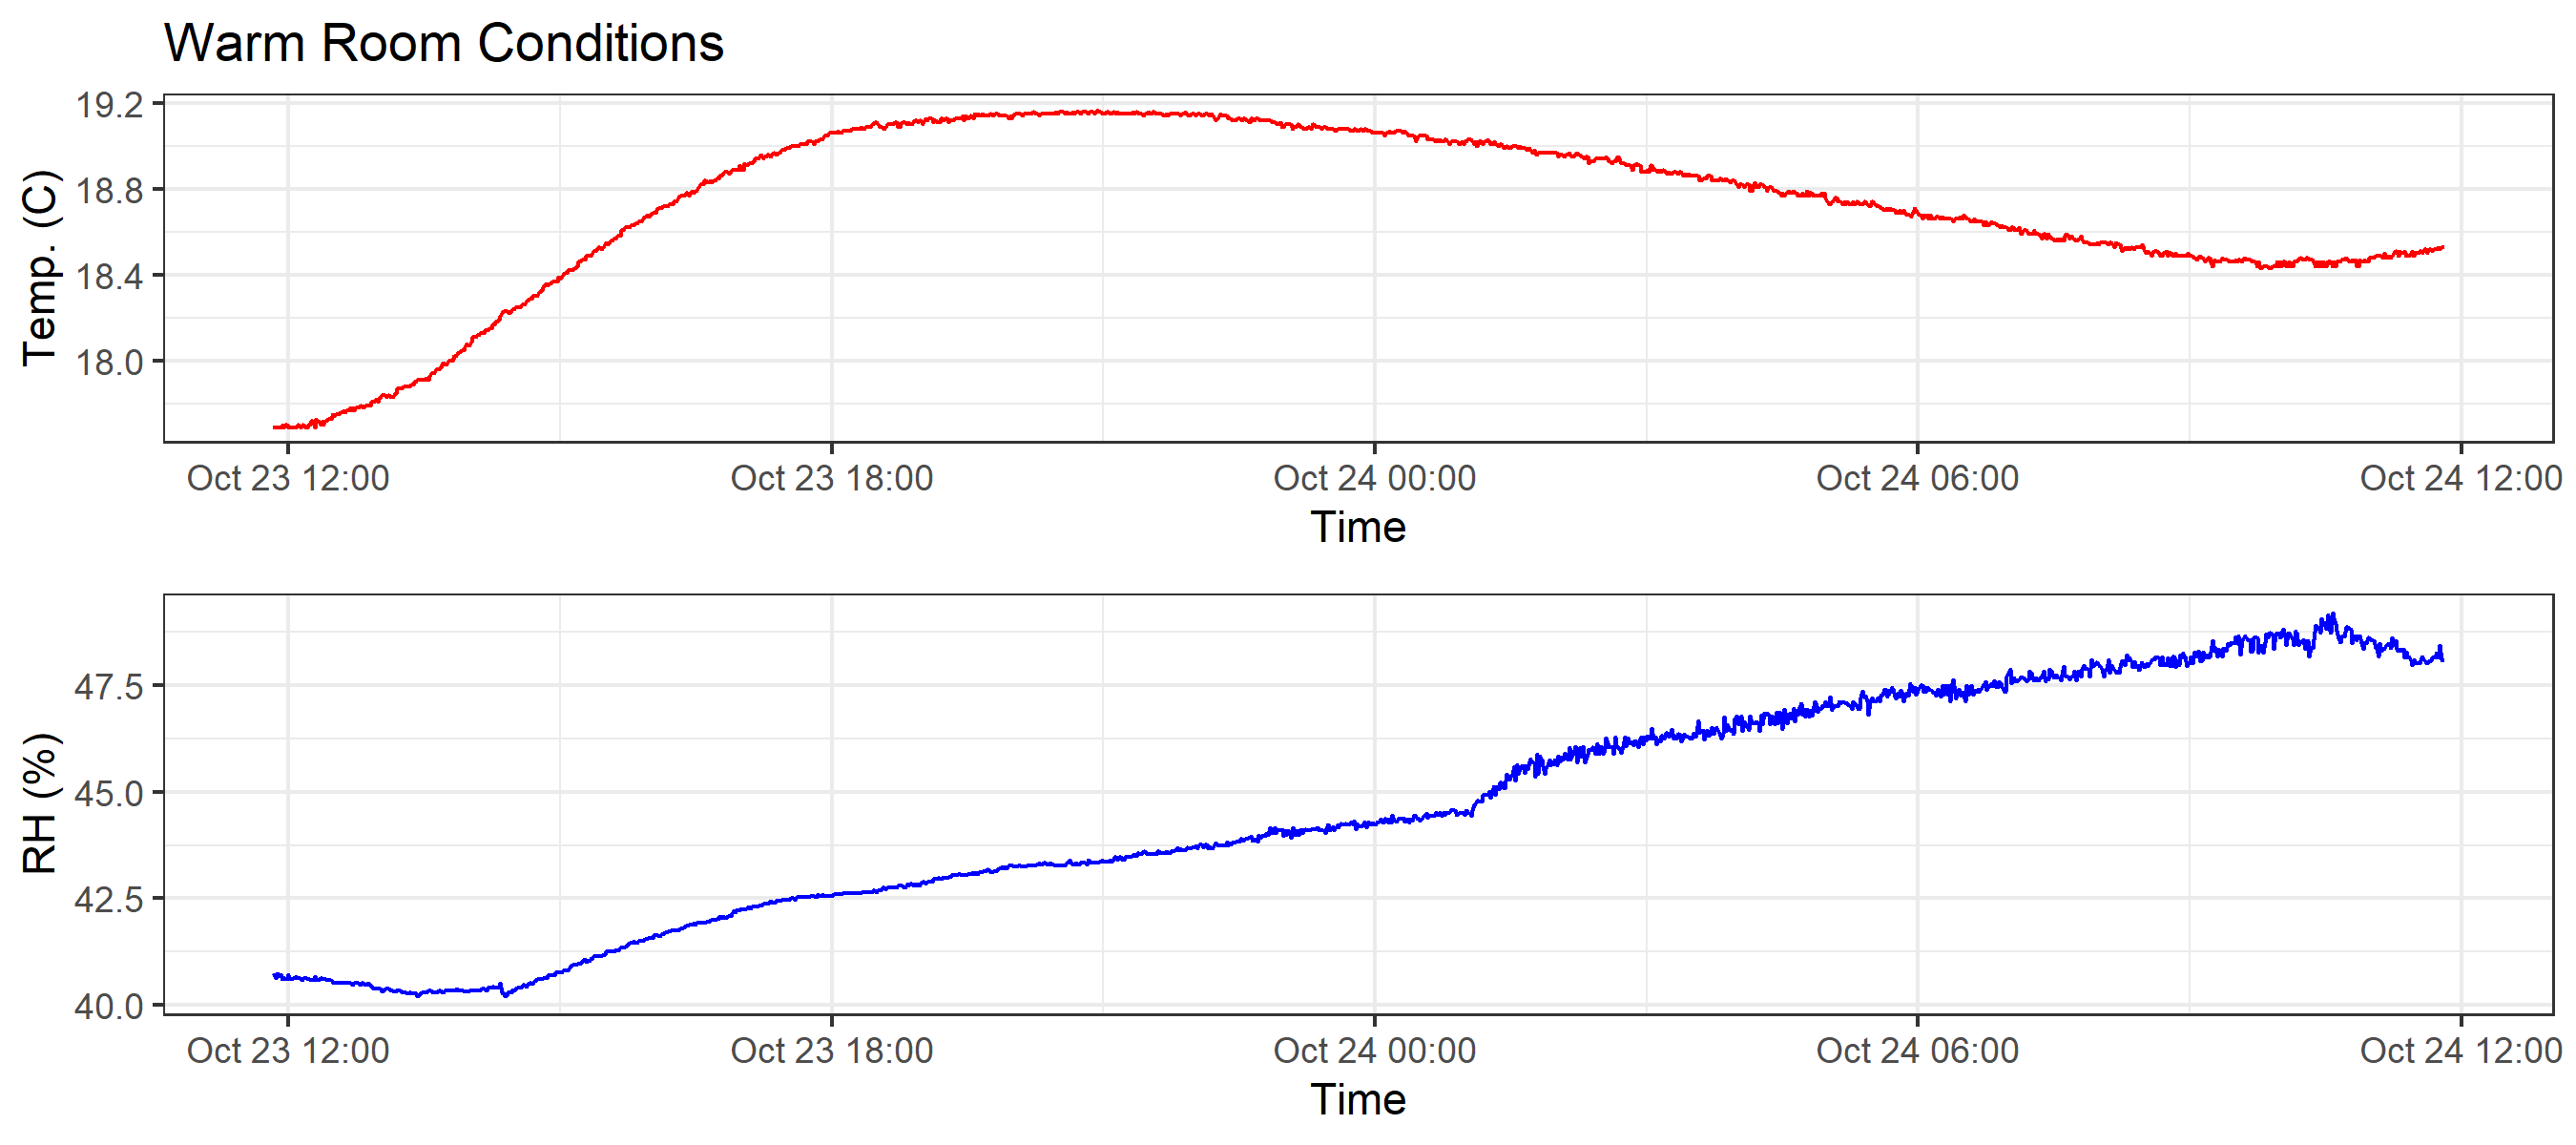 Warm Room Conditions
19.2
18.8
18.4
18.0
Temp. (C)
Oct 23 12:00 Oct 23 18:00 Oct 24 00:00 Oct 24 06:00 Oct 24 12:00
Time
47.5
45.0
42.5
40.0
RH (%)
Oct 23 12:00 Oct 23 18:00 Oct 24 00:00 Oct 24 06:00 Oct 24 12:00
Time